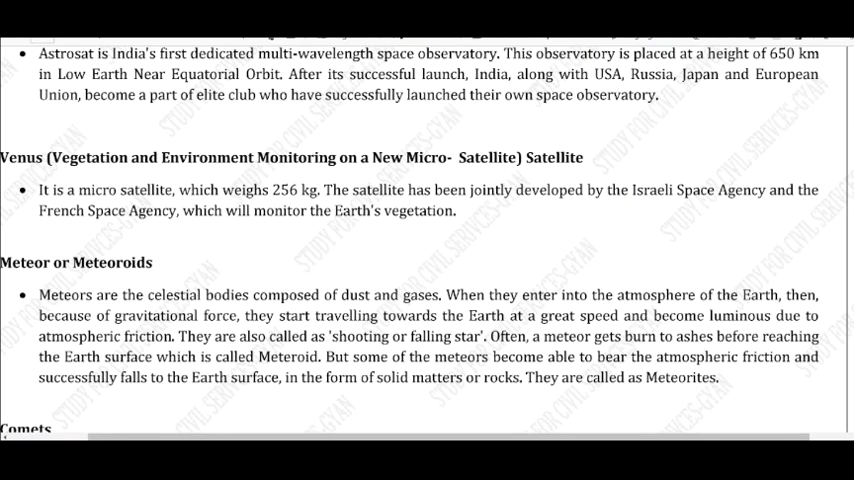 • Astrosat is India's first dedicated multi-wavelength space observatory. This observatory is placed at a height of 650 km
in Low Earth Near Equatorial Orbit. After its successful launch, India, along with USA, Russia, Japan and European
Union, become a part of elite club who have successfully launched their own space observatory.
Venus (Vegetation and Environment Monitoring on a New Micro- Satellite) Satellite
• It is a micro satellite, which weighs 256 kg. The satellite has been jointly developed by the Israeli Space Agency and the
French Space Agency, which will monitor the Earth's vegetation.
Meteor or Meteoroids
• Meteors are the celestial bodies composed of dust and gases. When they enter into the atmosphere of the Earth, then,
because of gravitational force, they start travelling towards the Earth at a great speed and become luminous due to
atmospheric friction. They are also called as 'shooting or falling star'. Often, a meteor gets burn to ashes before reaching
the Earth surface which is called Meteroid. But some of the meteors become able to bear the atmospheric friction and
successfully falls to the Earth surface, in the form of solid matters or rocks. They are called as Meteorites.
Comets
STUDY FOR CIVIL SERIVCES-GYAN